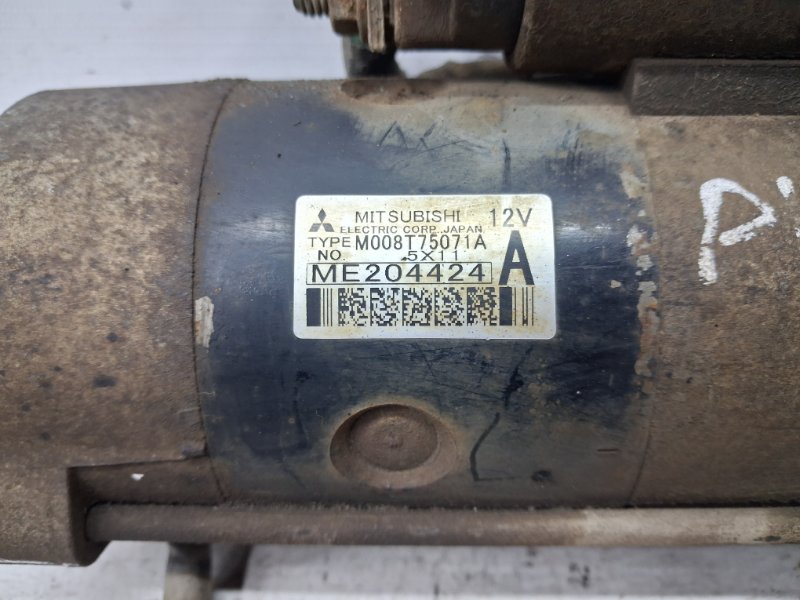 MITSUBISHI 12V
ELECTRIC CORP. JAPAN
TYPE M008T75071A
NO. 5X11
ME204424 A